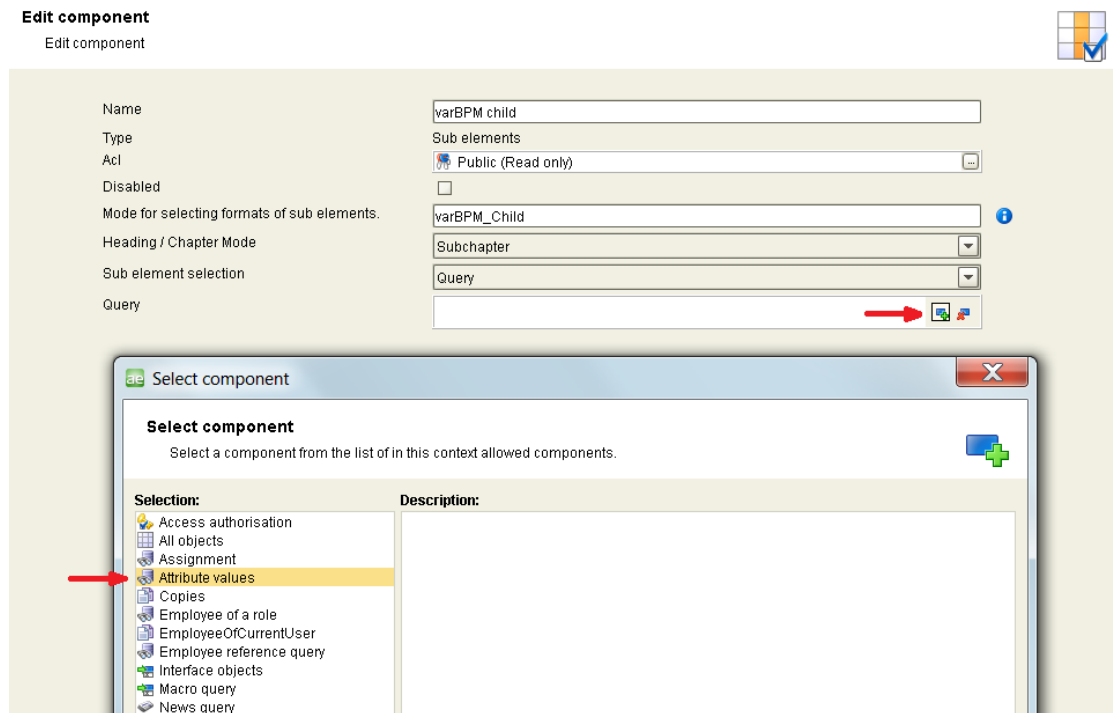 Edit component
Edit component
Name
varBPM child
Type
Sub elements
Acl
Public (Read only)
...
Disabled
Mode for selecting formats of sub elements.
varBPM_Child
Heading / Chapter Mode
Subchapter
Sub element selection
Query
Query
ae Select component
Select component
Select a component from the list of in this context allowed components.
Selection:
Description:
Access authorisation
All objects
Assignment
Attribute values
Copies
Employee of a role
EmployeeOfCurrentUser
Employee reference query
Interface objects
Macro query
News query